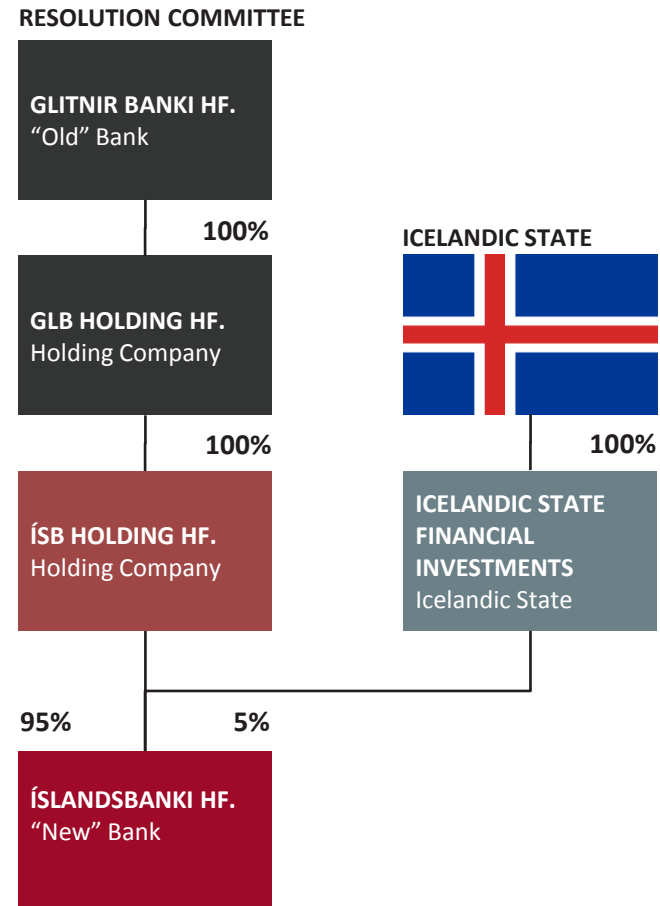 RESOLUTION COMMITTEE
GLITNIR BANKI HF.
“Old” Bank
100%
ICELANDIC STATE
GLB HOLDING HF.
Holding Company
100%
100%
ÍSB HOLDING HF.
Holding Company
ICELANDIC STATE
FINANCIAL
INVESTMENTS
Icelandic State
95%
5%
ÍSLANDSBANKI HF.
“New” Bank